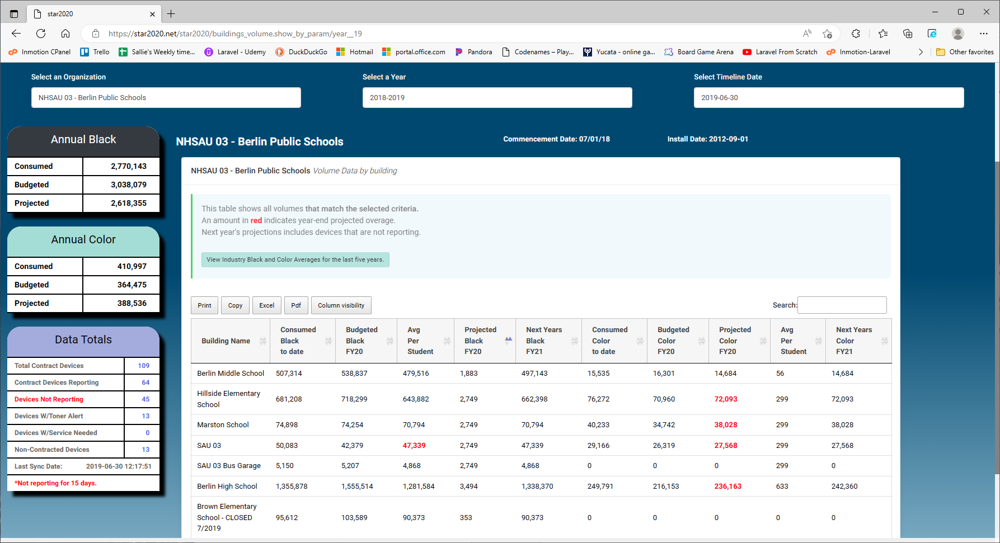 star2020
https://star2020.net/star2020/buildings_volume.show_by_param/year__19
Inmotion CPanel
Trello
Sallie's Weekly time...
Laravel - Udemy
DuckDuckGo
Hotmail
portal.office.com
Pandora
Codenames – Play...
Yucata - online ga...
Board Game Arena
Laravel From Scratch
Inmotion-Laravel
Other favorites
Select an Organization
Select a Year
Select Timeline Date
NHSAU 03 - Berlin Public Schools
2018-2019
2019-06-30
Annual Black
Consumed 2,770,143
Budgeted 3,038,079
Projected 2,618,355
Annual Color
Consumed 410,997
Budgeted 364,475
Projected 388,536
Data Totals
Total Contract Devices 109
Contract Devices Reporting 64
Devices Not Reporting 45
Devices W/Toner Alert 13
Devices W/Service Needed 0
Non-Contracted Devices 13
Last Sync Date: 2019-06-30 12:17:51
*Not reporting for 15 days.
NHSAU 03 - Berlin Public Schools
Commencement Date: 07/01/18
Install Date: 2012-09-01
NHSAU 03 - Berlin Public Schools Volume Data by building
This table shows all volumes that match the selected criteria.
An amount in red indicates year-end projected overage.
Next year's projections includes devices that are not reporting.
View Industry Black and Color Averages for the last five years.
Print Copy Excel Pdf Column visibility
Search:
Building Name
Consumed
Black
to date
Budgeted
Black
FY20
Avg
Per
Student
Projected
Black
FY20
Next Years
Black
FY21
Consumed
Color
to date
Budgeted
Color
FY20
Projected
Color
FY20
Avg
Per
Student
Next Years
Color
FY21
Berlin Middle School 507,314 538,837 479,516 1,883 497,143 15,535 16,301 14,684 56 14,684
Hillside Elementary
School
681,208 718,299 643,882 2,749 662,398 76,272 70,960 72,093 299 72,093
Marston School 74,898 74,254 70,794 2,749 70,794 40,233 34,742 38,028 299 38,028
SAU 03 50,083 42,379 47,339 2,749 47,339 29,166 26,319 27,568 299 27,568
SAU 03 Bus Garage 5,150 5,207 4,868 2,749 4,868 0 0 0 299 0
Berlin High School 1,355,878 1,555,514 1,281,584 3,494 1,338,370 249,791 216,153 236,163 633 242,360
Brown Elementary
School - CLOSED
7/2019
95,612 103,589 90,373 353 90,373 0 0 0 0 0